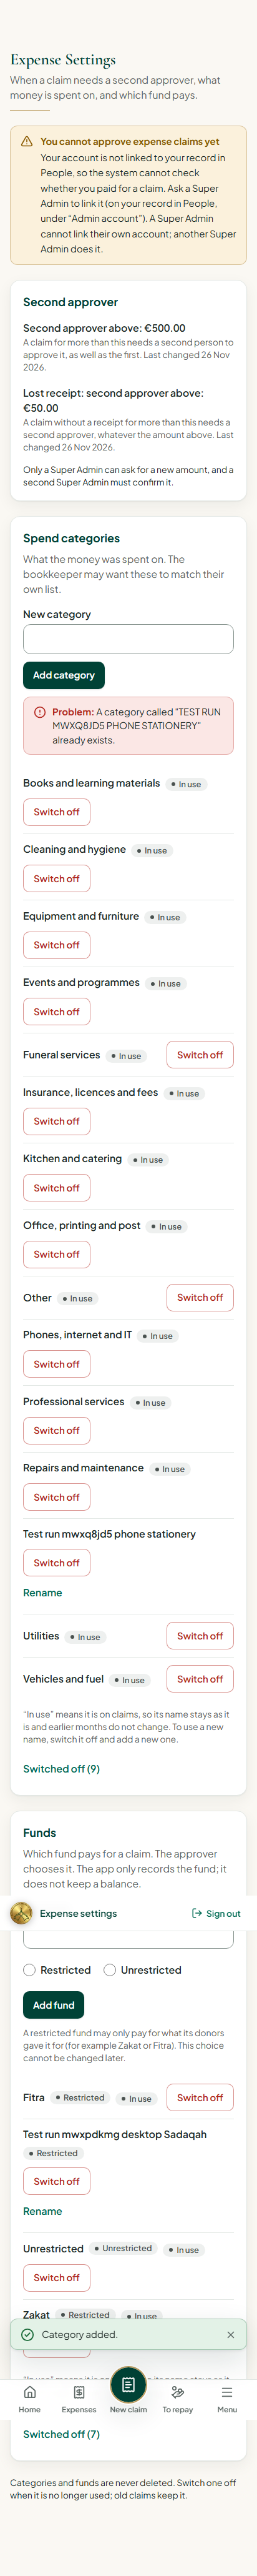 Expense Settings
When a claim needs a second approver, what
money is spent on, and which fund pays.
You cannot approve expense claims yet
Your account is not linked to your record in
People, so the system cannot check
whether you paid for a claim. Ask a Super
Admin to link it (on your record in People,
under “Admin account”). A Super Admin
cannot link their own account; another Super
Admin does it.
Second approver
Second approver above: €500.00
A claim for more than this needs a second person to
approve it, as well as the first. Last changed 26 Nov
2026.
Lost receipt: second approver above:
€50.00
A claim without a receipt for more than this needs a
second approver, whatever the amount above. Last
changed 26 Nov 2026.
Only a Super Admin can ask for a new amount, and a
second Super Admin must confirm it.
Spend categories
What the money was spent on. The
bookkeeper may want these to match their
own list.
New category
Add category
Problem: A category called “TEST RUN
MWXQ8JD5 PHONE STATIONERY”
already exists.
Books and learning materials In use
Switch off
Cleaning and hygiene In use
Switch off
Equipment and furniture In use
Switch off
Events and programmes In use
Switch off
Funeral services In use Switch off
Insurance, licences and fees In use
Switch off
Kitchen and catering In use
Switch off
Office, printing and post In use
Switch off
Other In use Switch off
Phones, internet and IT In use
Switch off
Professional services In use
Switch off
Repairs and maintenance In use
Switch off
Test run mwxq8jd5 phone stationery
Switch off
Rename
Utilities In use Switch off
Vehicles and fuel In use Switch off
“In use” means it is on claims, so its name stays as it
is and earlier months do not change. To use a new
name, switch it off and add a new one.
Switched off (9)
Funds
Which fund pays for a claim. The approver
chooses it. The app only records the fund; it
does not keep a balance.
Expense settings Sign out
Restricted Unrestricted
Add fund
A restricted fund may only pay for what its donors
gave it for (for example Zakat or Fitra). This choice
cannot be changed later.
Fitra Restricted In use Switch off
Test run mwxpdkmg desktop Sadaqah
Restricted
Switch off
Rename
Unrestricted Unrestricted In use
Switch off
Zakat Restricted In use
Category added.
Home Expenses New claim To repay Menu
Switched off (7)
Categories and funds are never deleted. Switch one off
when it is no longer used; old claims keep it.